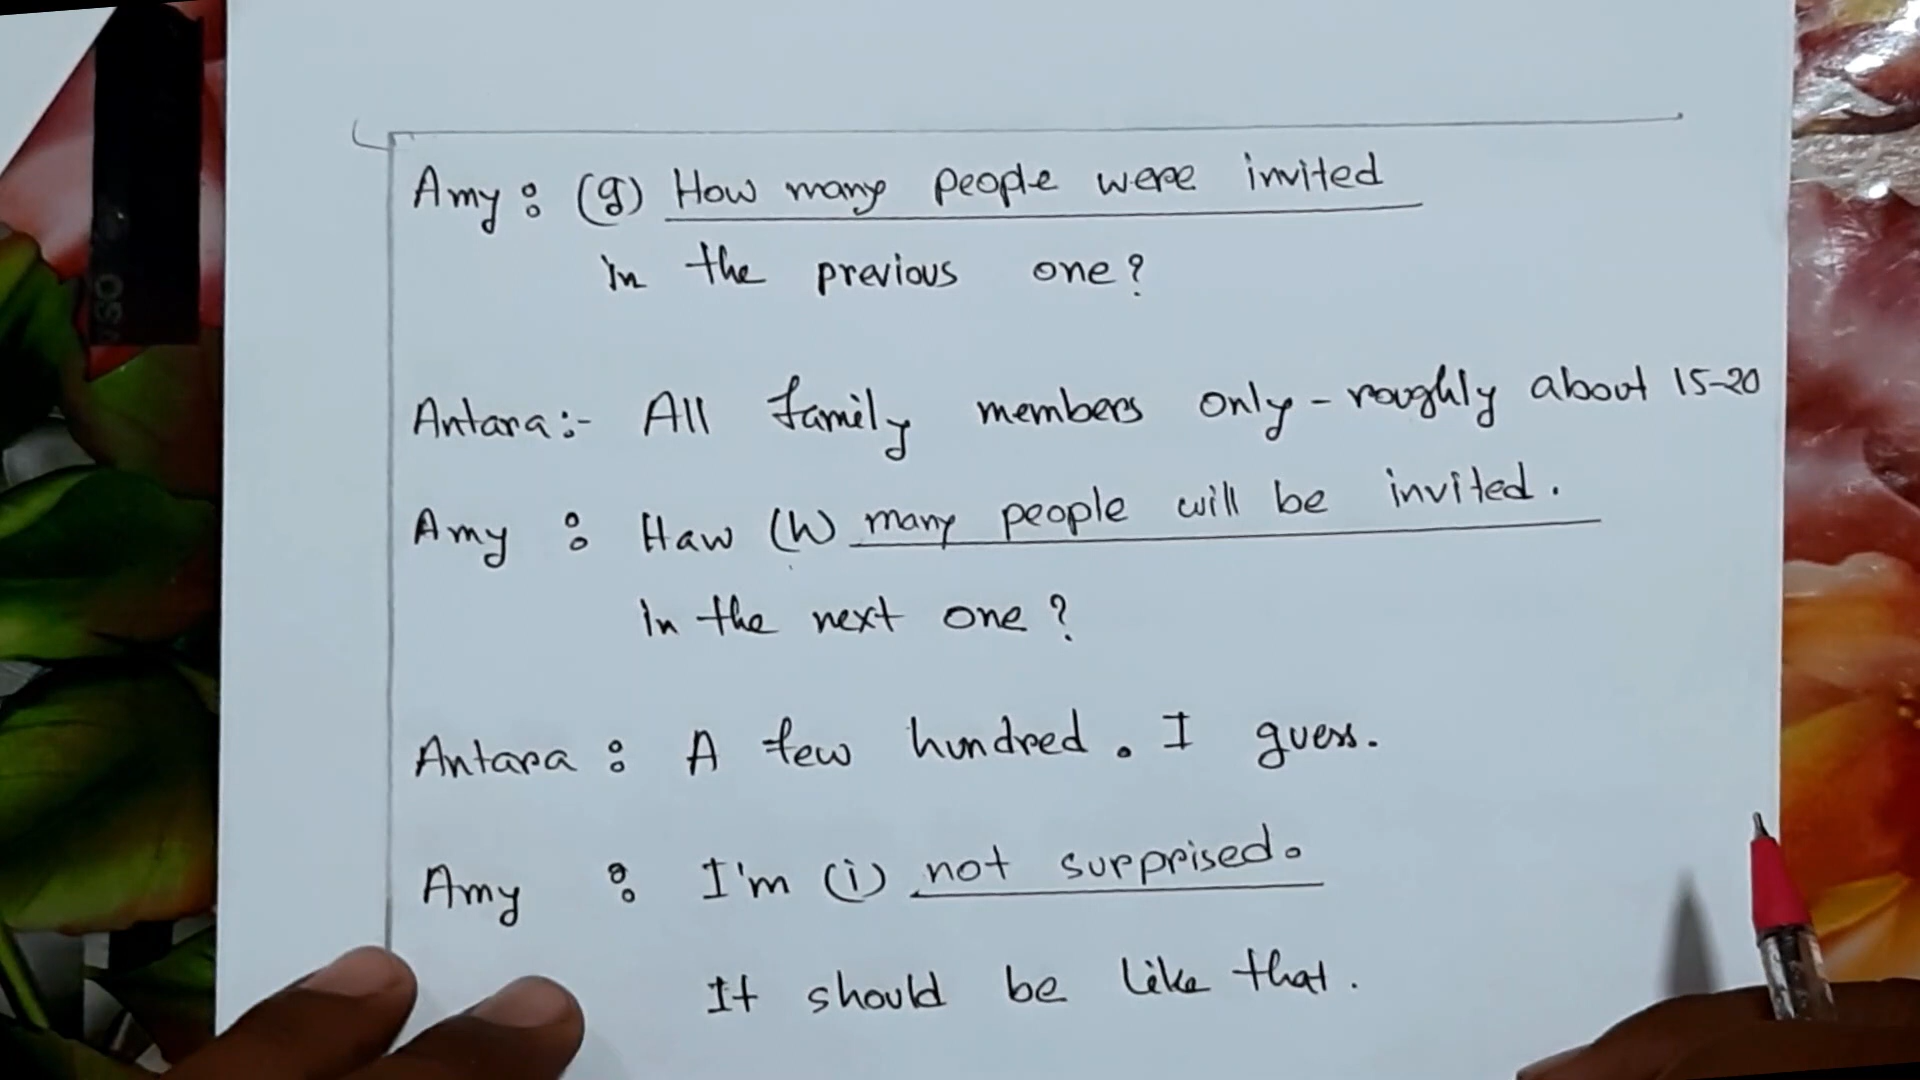 Amy: (g) How many people were invited
in the previous one?
Antara:- All family members only - roughly about 15-20
Amy : Haw (h) many people will be invited.
in the next one?
Antara : A few hundred. I guess.
Amy : I'm (i) not surprised.
It should be like that.